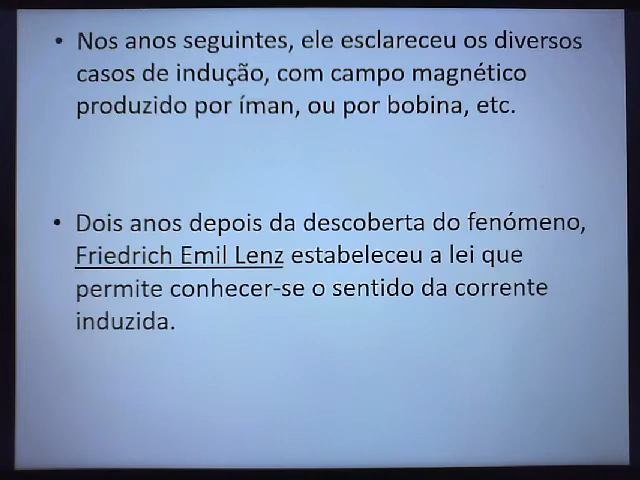 • Nos anos seguintes, ele esclareceu os diversos
casos de indução, com campo magnético
produzido por íman, ou por bobina, etc.
• Dois anos depois da descoberta do fenómeno,
Friedrich Emil Lenz estabeleceu a lei que
permite conhecer-se o sentido da corrente
induzida.